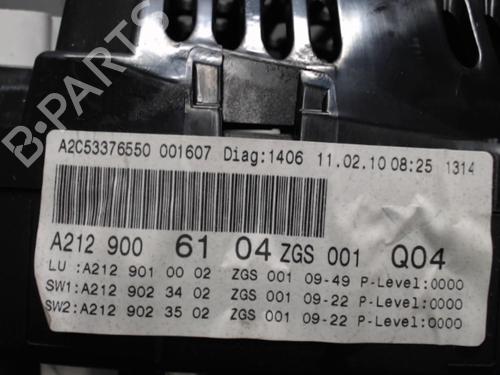 A2C53376550 001607 Diag:1406 11.02.10 08:25 1314
A212 900 61 04 ZGS 001 Q04
LU :A212 901 00 02 ZGS 001 09-49 P-Level:0000
SW1:A212 902 34 02 ZGS 001 09-22 P-Level:0000
SW2:A212 902 35 02 ZGS 001 09-22 P-Level:0000
B-PARTS